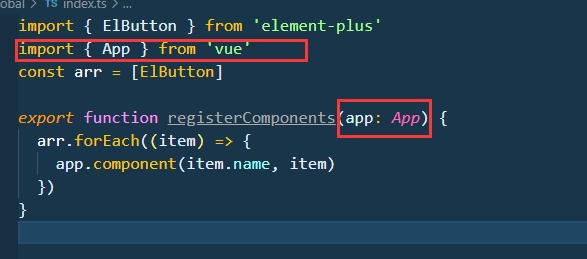 obal > TS index.ts > ...
import { ElButton } from 'element-plus'
import { App } from 'vue'
const arr = [ElButton]
export function registerComponents(app: App) {
arr.forEach((item) => {
app.component(item.name, item)
})
}